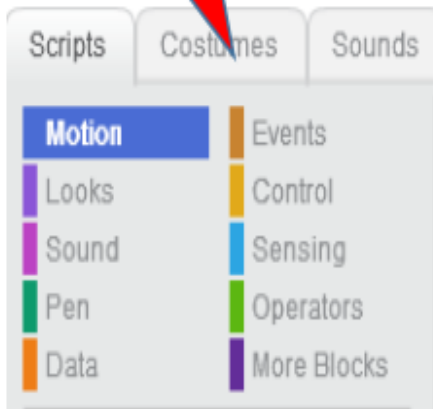 Scripts Costumes Sounds
Motion Events
Looks Control
Sound Sensing
Pen Operators
Data More Blocks